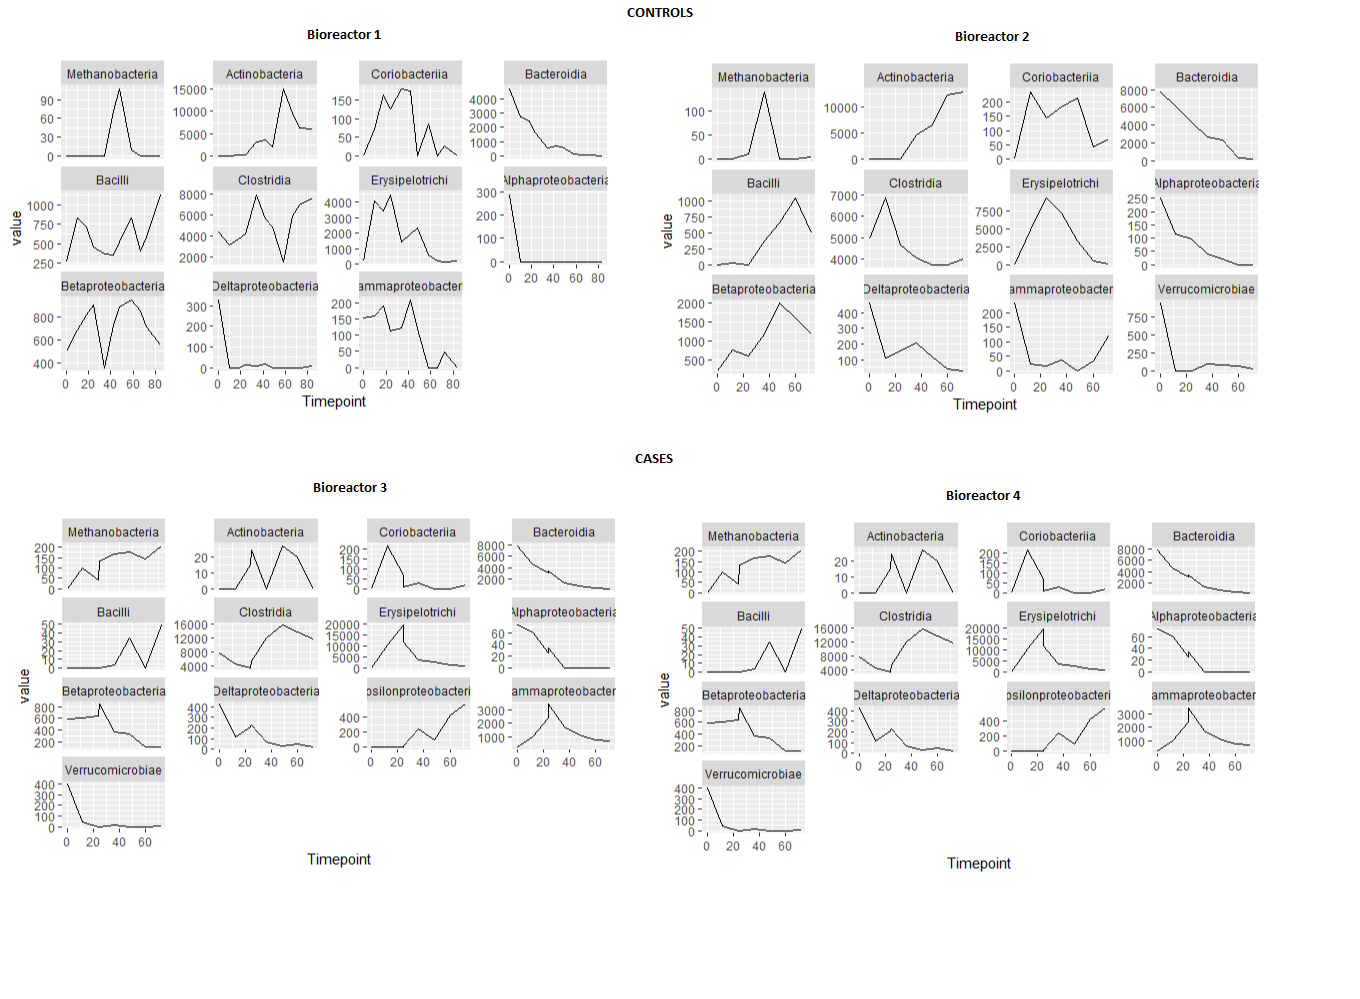 CONTROLS
Bioreactor 1
Methanobacteria Actinobacteria Coriobacteriia Bacteroidia
90 60 30 0
15000 10000 5000 0
150 100 50 0
4000 3000 2000 1000 0
Bacilli Clostridia Erysipelotrichi Alphaproteobacteria
1000 750 500 250
8000 6000 4000 2000
4000 3000 2000 1000 0
300 200 100 0
0 20 40 60 80
Betaproteobacteria Deltaproteobacteria ammaproteobacter
800 600 400
300 200 100 0
200 150 100 50 0
0 20 40 60 80 0 20 40 60 80 0 20 40 60 80
value
Timepoint
Bioreactor 2
Methanobacteria Actinobacteria Coriobacteriia Bacteroidia
100 50 0
10000 5000 0
200 150 100 50 0
8000 6000 4000 2000 0
Bacilli Clostridia Erysipelotrichi Alphaproteobacteria
1000 750 500 250 0
7000 6000 5000 4000
7500 5000 2500 0
250 200 150 100 50 0
Betaproteobacteria Deltaproteobacteria ammaproteobacter Verrucomicrobiae
2000 1500 1000 500
400 300 200 100
200 150 100 50 0
750 500 250 0
0 20 40 60 0 20 40 60 0 20 40 60 0 20 40 60
value
Timepoint
CASES
Bioreactor 3
Methanobacteria Actinobacteria Coriobacteriia Bacteroidia
200 150 100 50 0
20 10 0
200 150 100 50 0
8000 6000 4000 2000
Bacilli Clostridia Erysipelotrichi Alphaproteobacteria
50 40 30 20 10 0
16000 12000 8000 4000
20000 15000 10000 5000 0
60 40 20 0
Betaproteobacteria Deltaproteobacteria psilonproteobacteri ammaproteobacter
800 600 400 200
400 300 200 100 0
400 200 0
3000 2000 1000
0 20 40 60 0 20 40 60 0 20 40 60
Verrucomicrobiae
400 300 200 100 0
0 20 40 60
value
Timepoint
Bioreactor 4
Methanobacteria Actinobacteria Coriobacteriia Bacteroidia
200 150 100 50 0
20 10 0
200 150 100 50 0
8000 6000 4000 2000
Bacilli Clostridia Erysipelotrichi Alphaproteobacteria
50 40 30 20 10 0
16000 12000 8000 4000
20000 15000 10000 5000 0
60 40 20 0
Betaproteobacteria Deltaproteobacteria psilonproteobacteri ammaproteobacter
800 600 400 200
400 300 200 100 0
400 200 0
3000 2000 1000
0 20 40 60 0 20 40 60 0 20 40 60
Verrucomicrobiae
400 300 200 100 0
0 20 40 60
value
Timepoint